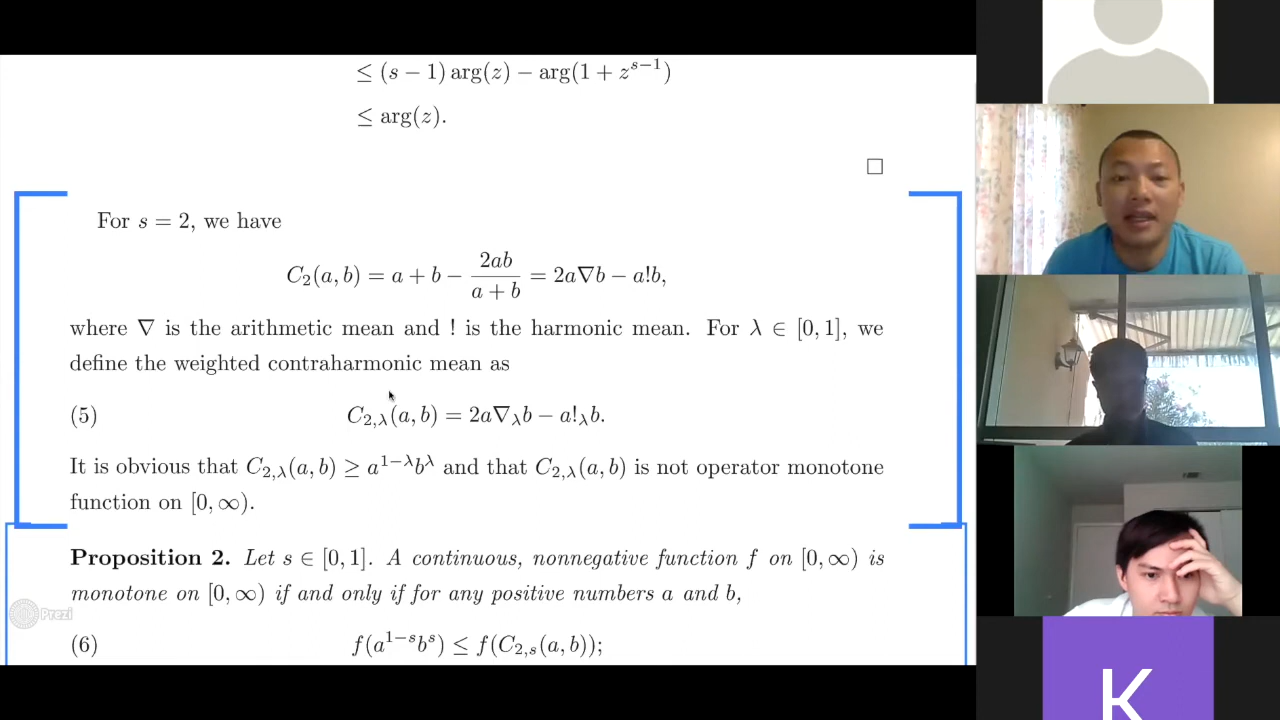 ≤ (s − 1) arg(z) − arg(1 + z^{s−1})
≤ arg(z).
□
For s = 2, we have
C₂(a, b) = a + b − \frac{2ab}{a + b} = 2a∇b − a!b,
where ∇ is the arithmetic mean and ! is the harmonic mean. For λ ∈ [0, 1], we
define the weighted contraharmonic mean as
(5) C_{2,λ}(a, b) = 2a∇_λb − a!_λb.
It is obvious that C_{2,λ}(a, b) ≥ a^{1−λ}b^λ and that C_{2,λ}(a, b) is not operator monotone
function on [0, ∞).
Proposition 2. Let s ∈ [0, 1]. A continuous, nonnegative function f on [0, ∞) is
monotone on [0, ∞) if and only if for any positive numbers a and b,
(6) f(a^{1−s}b^s) ≤ f(C_{2,s}(a, b));
Prezi
K